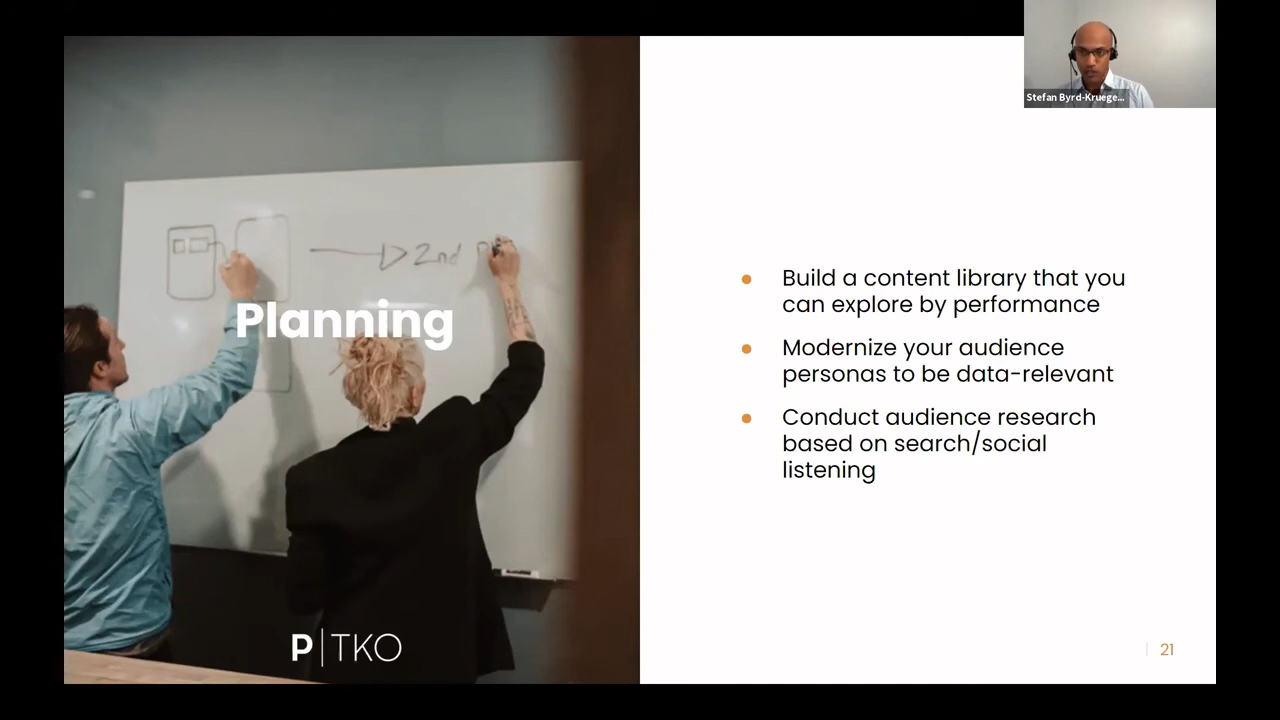 Stefan Byrd-Kruege...
2nd
Planning
Build a content library that you
can explore by performance
Modernize your audience
personas to be data-relevant
Conduct audience research
based on search/social
listening
P|TKO
21